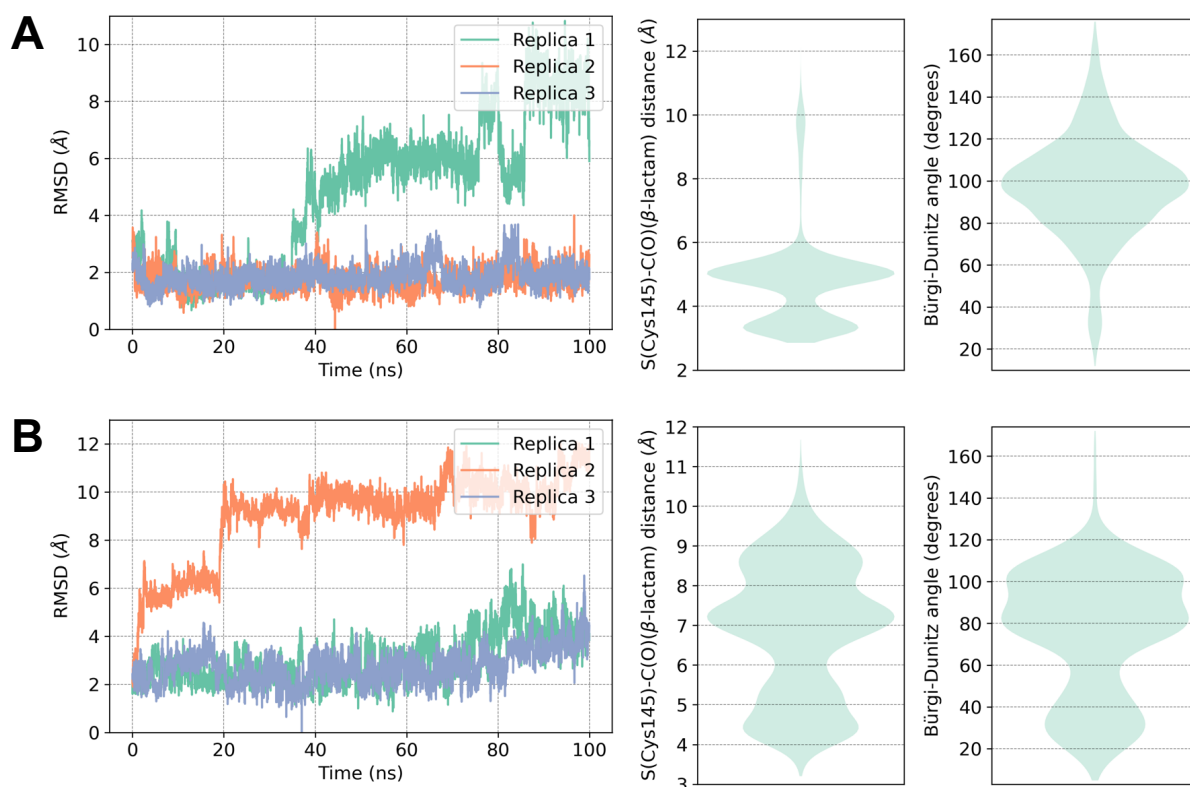 A
RMSD (Å)
10
8
6
4
2
0
0 20 40 60 80 100
Time (ns)
Replica 1
Replica 2
Replica 3
S(Cys145)-C(O)(β-lactam) distance (Å)
12
10
8
6
4
2
Bürgi-Dunitz angle (degrees)
160
140
120
100
80
60
40
20
B
RMSD (Å)
12
10
8
6
4
2
0
0 20 40 60 80 100
Time (ns)
Replica 1
Replica 2
Replica 3
S(Cys145)-C(O)(β-lactam) distance (Å)
12
11
10
9
8
7
6
5
4
3
Bürgi-Dunitz angle (degrees)
160
140
120
100
80
60
40
20